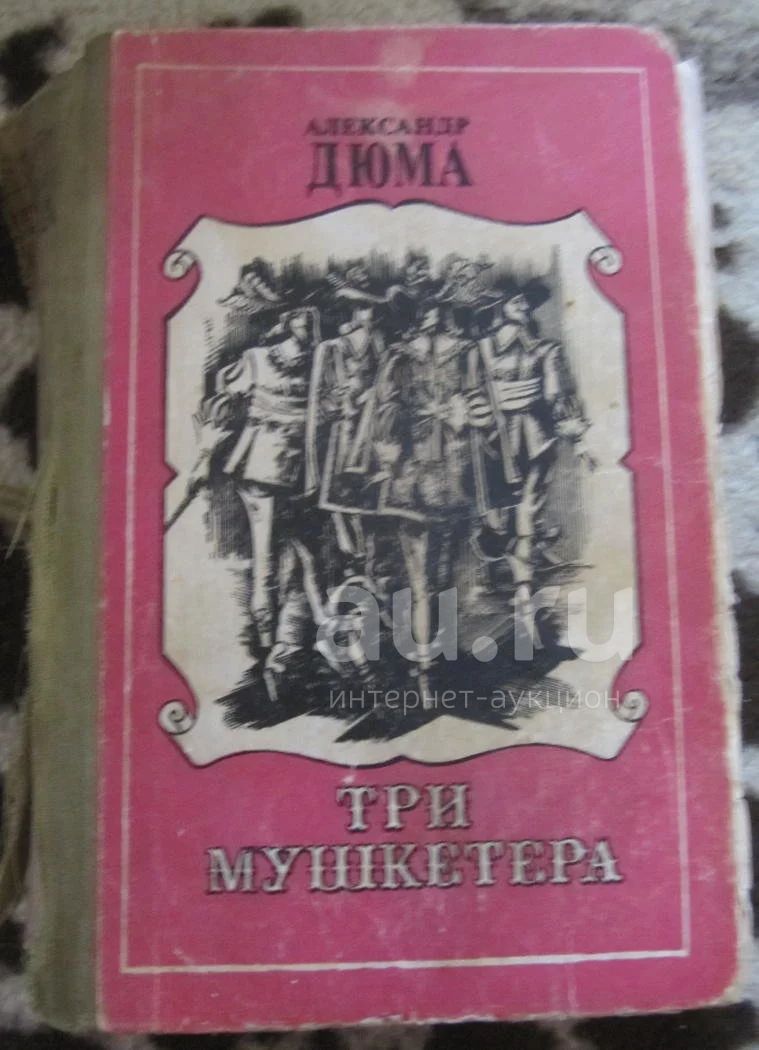 АЛЕКСАНДР
ДЮМА
au.ru
интернет-аукцион
ТРИ
МУШКЕТЕРА